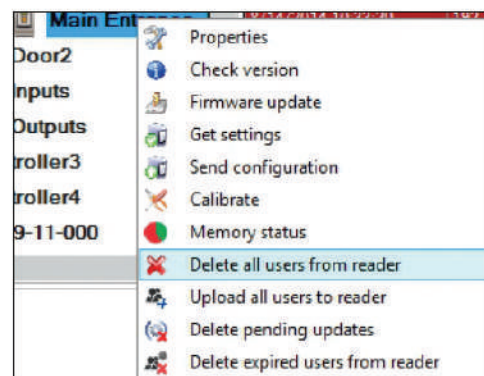 Main Entrance
Properties
Door2
Check version
nputs
Firmware update
Outputs
Get settings
troller3
Send configuration
troller4
Calibrate
9-11-000
Memory status
Delete all users from reader
Upload all users to reader
Delete pending updates
Delete expired users from reader